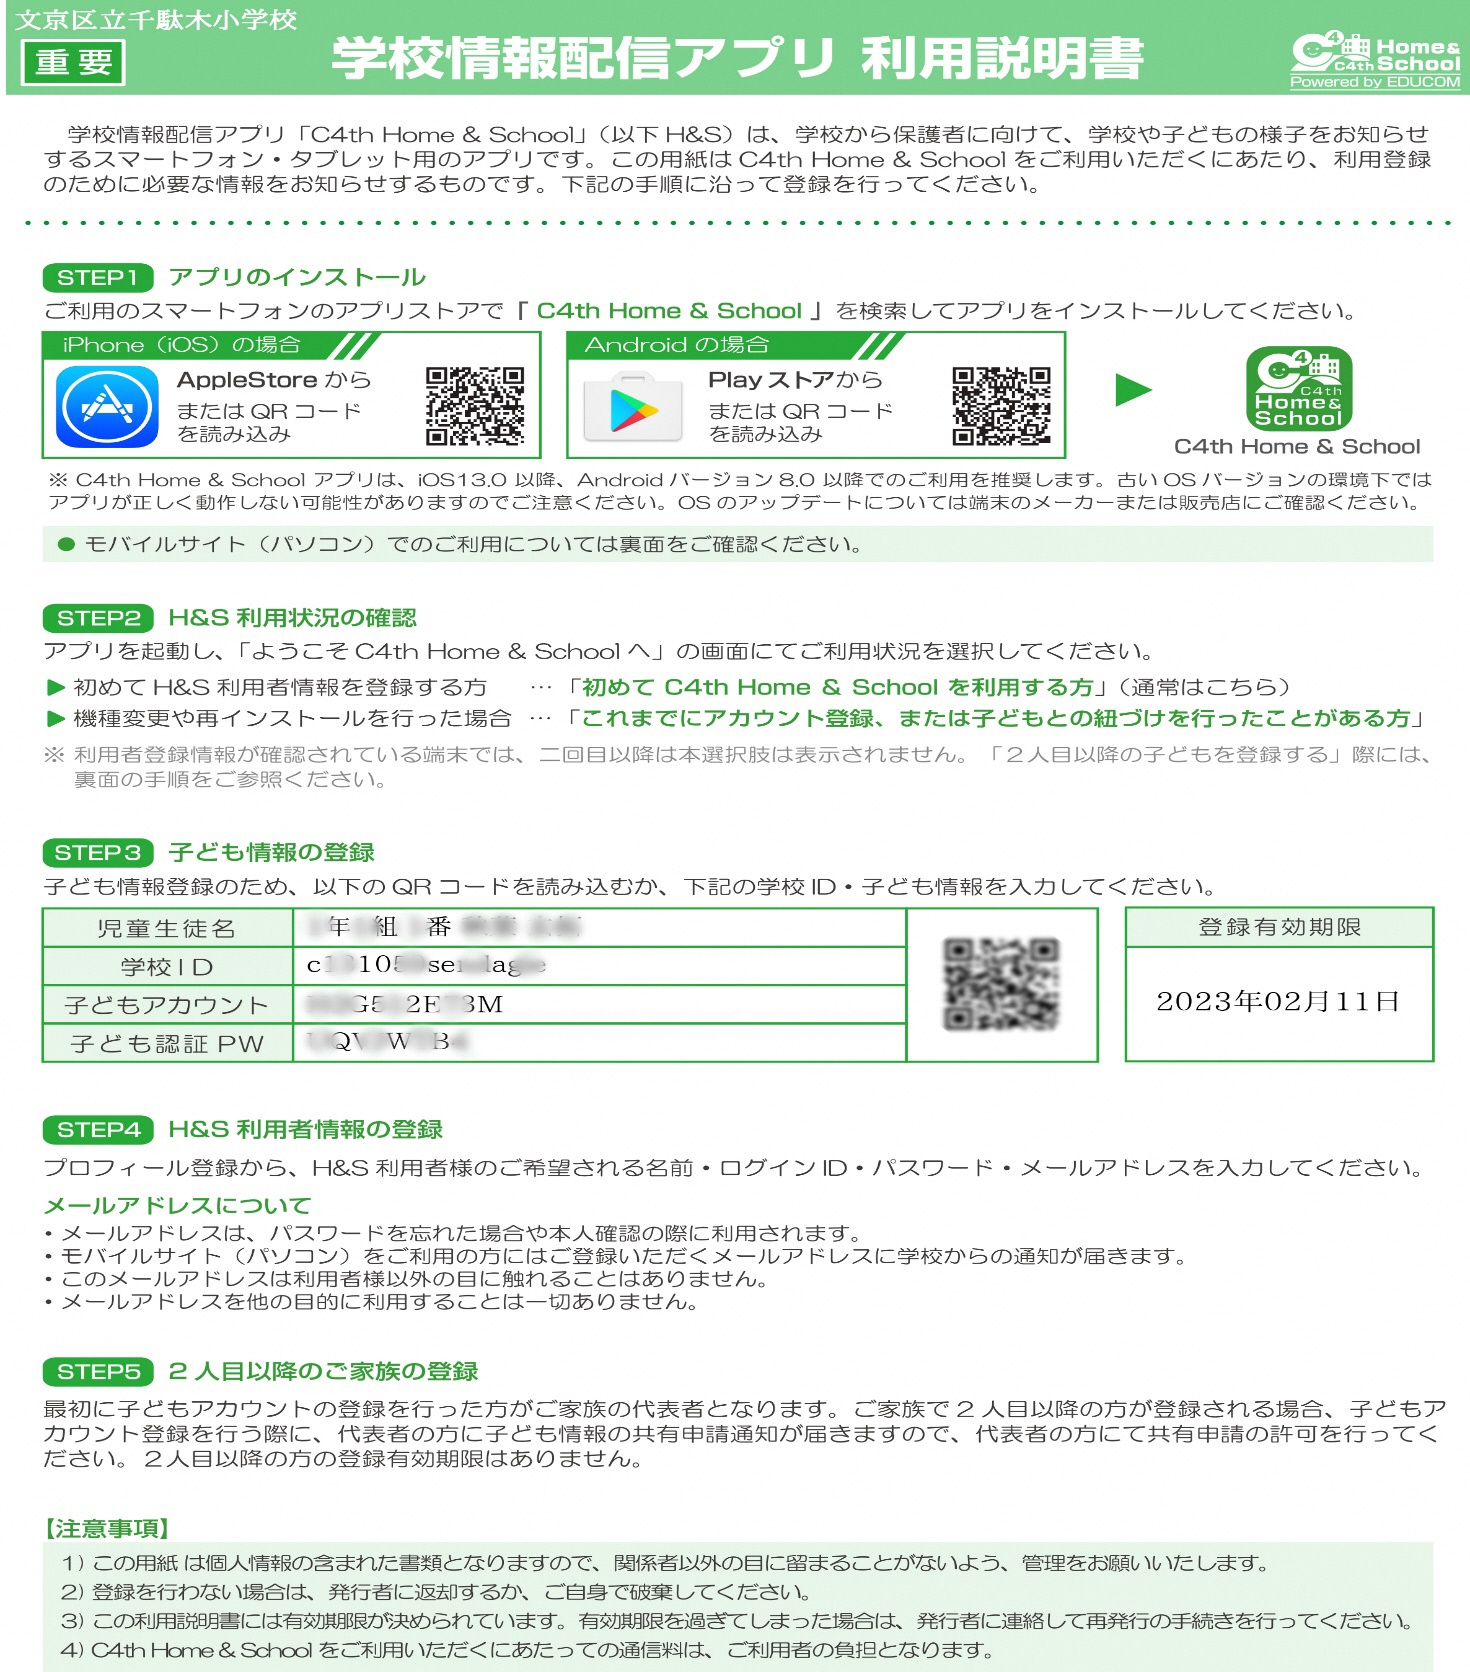 文京区立千駄木小学校
重要
学校情報配信アプリ 利用説明書
C4th Home & School
Powered by EDUCOM
学校情報配信アプリ「C4th Home & School」（以下 H&S）は、学校から保護者に向けて、学校や子どもの様子をお知らせ
するスマートフォン・タブレット用のアプリです。この用紙は C4th Home & School をご利用いただくにあたり、利用登録
のために必要な情報をお知らせするものです。下記の手順に沿って登録を行ってください。
STEP1 アプリのインストール
ご利用のスマートフォンのアプリストアで「 C4th Home & School 」を検索してアプリをインストールしてください。
iPhone（iOS）の場合
AppleStore から
または QR コード
を読み込み
Android の場合
Play ストアから
または QR コード
を読み込み
C4th
Home &
School
C4th Home & School
※ C4th Home & School アプリは、iOS13.0 以降、Android バージョン 8.0 以降でのご利用を推奨します。古い OS バージョンの環境下では
アプリが正しく動作しない可能性がありますのでご注意ください。OS のアップデートについては端末のメーカーまたは販売店にご確認ください。
● モバイルサイト（パソコン）でのご利用については裏面をご確認ください。
STEP2 H&S 利用状況の確認
アプリを起動し、「ようこそ C4th Home & School へ」の画面にてご利用状況を選択してください。
▶ 初めて H&S 利用者情報を登録する方 …「初めて C4th Home & School を利用する方」（通常はこちら）
▶ 機種変更や再インストールを行った場合 …「これまでにアカウント登録、または子どもとの紐づけを行ったことがある方」
※ 利用者登録情報が確認されている端末では、二回目以降は本選択肢は表示されません。「２人目以降の子どもを登録する」際には、
裏面の手順をご参照ください。
STEP3 子ども情報の登録
子ども情報登録のため、以下の QR コードを読み込むか、下記の学校 ID・子ども情報を入力してください。
児童生徒名 年 組 番
学校ID
子どもアカウント
子ども認証 PW
登録有効期限
2023年02月11日
STEP4 H&S 利用者情報の登録
プロフィール登録から、H&S 利用者様のご希望される名前・ログイン ID・パスワード・メールアドレスを入力してください。
メールアドレスについて
・メールアドレスは、パスワードを忘れた場合や本人確認の際に利用されます。
・モバイルサイト（パソコン）をご利用の方にはご登録いただくメールアドレスに学校からの通知が届きます。
・このメールアドレスは利用者様以外の目に触れることはありません。
・メールアドレスを他の目的に利用することは一切ありません。
STEP5 2 人目以降のご家族の登録
最初に子どもアカウントの登録を行った方がご家族の代表者となります。ご家族で 2 人目以降の方が登録される場合、子どもア
カウント登録を行う際に、代表者の方に子ども情報の共有申請通知が届きますので、代表者の方にて共有申請の許可を行ってく
ださい。２人目以降の方の登録有効期限はありません。
【注意事項】
1）この用紙 は個人情報の含まれた書類となりますので、関係者以外の目に留まることがないよう、管理をお願いいたします。
2）登録を行わない場合は、発行者に返却するか、ご自身で破棄してください。
3）この利用説明書には有効期限が決められています。有効期限を過ぎてしまった場合は、発行者に連絡して再発行の手続きを行ってください。
4）C4th Home & School をご利用いただくにあたっての通信料は、ご利用者の負担となります。